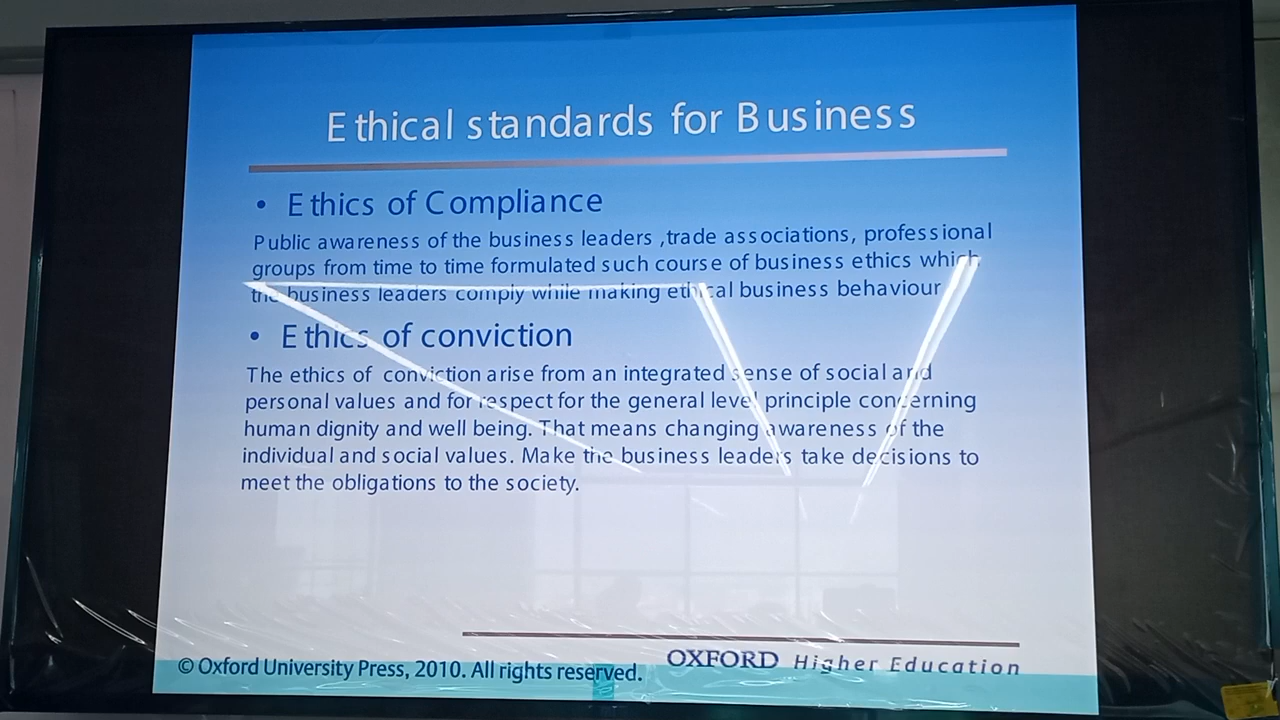 Ethical standards for Business
• Ethics of Compliance
Public awareness of the business leaders ,trade associations, professional
groups from time to time formulated such course of business ethics which
the business leaders comply while making ethical business behaviour
• Ethics of conviction
The ethics of conviction arise from an integrated sense of social and
personal values and for respect for the general level principle concerning
human dignity and well being. That means changing awareness of the
individual and social values. Make the business leaders take decisions to
meet the obligations to the society.
© Oxford University Press, 2010. All rights reserved.
OXFORD Higher Education